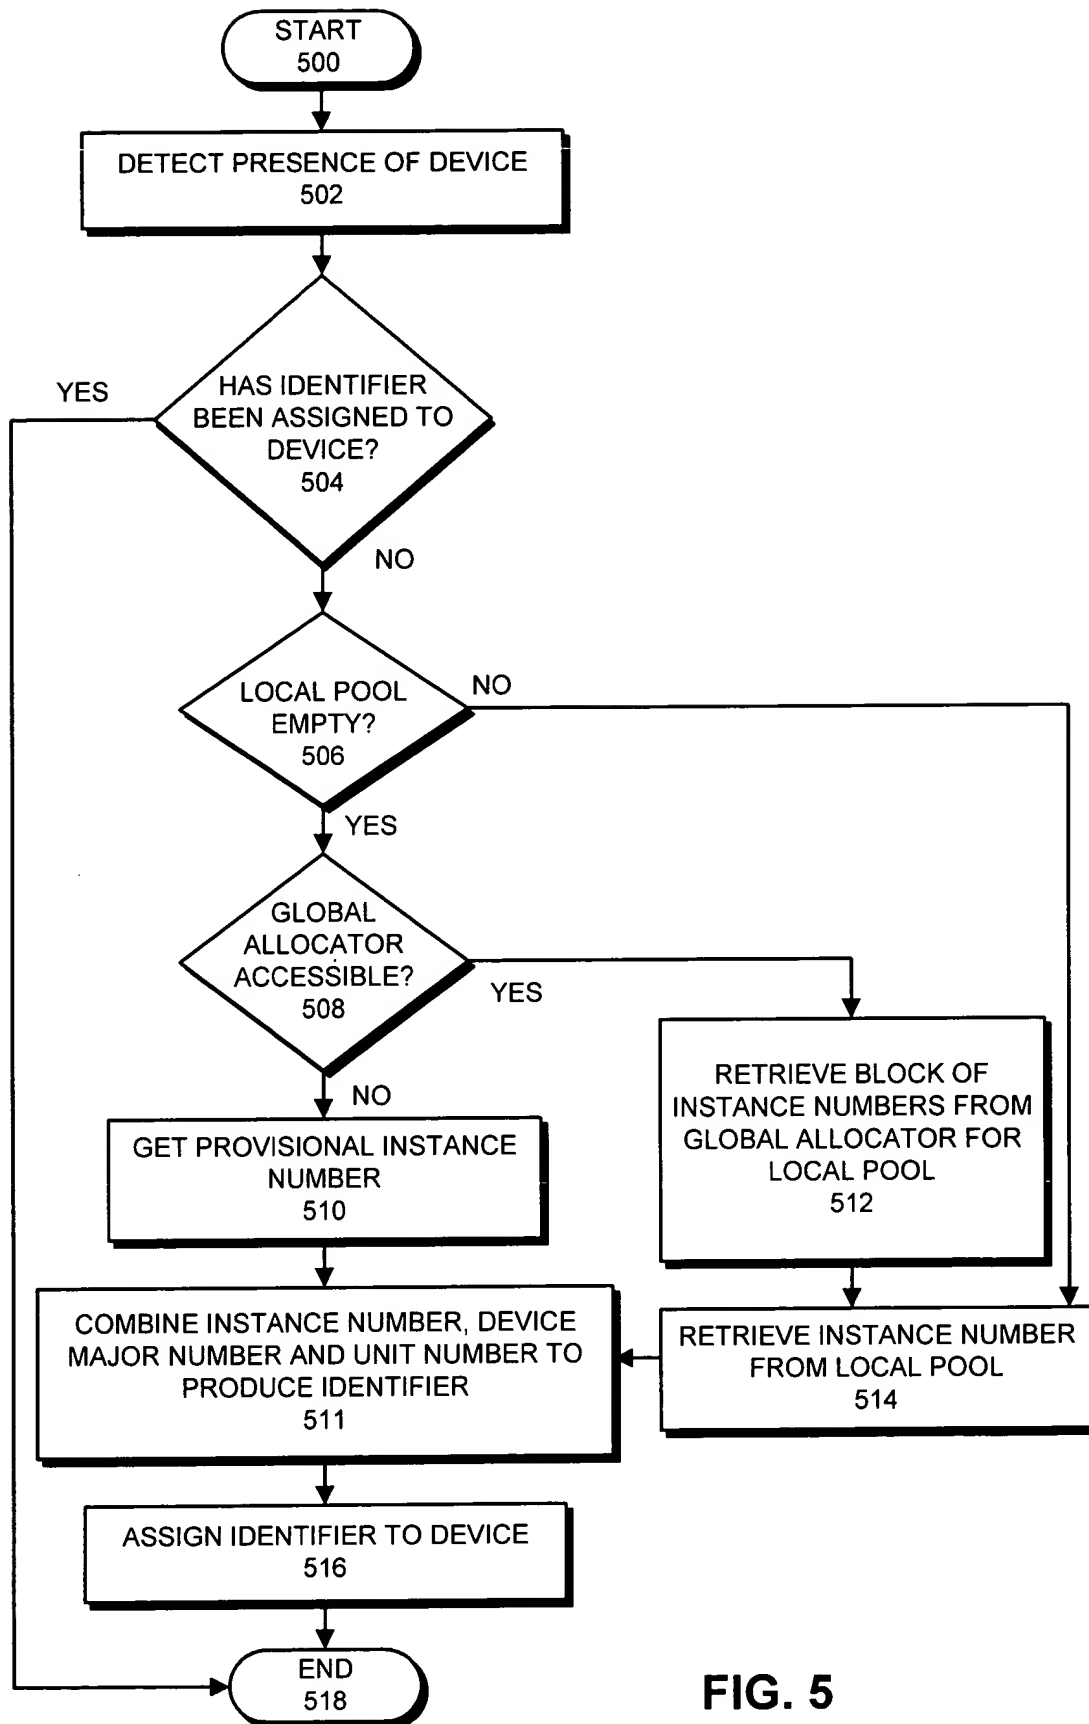 START
500
DETECT PRESENCE OF DEVICE
502
YES
HAS IDENTIFIER
BEEN ASSIGNED TO
DEVICE?
504
NO
LOCAL POOL
EMPTY?
506
NO
YES
GLOBAL
ALLOCATOR
ACCESSIBLE?
508
YES
NO
RETRIEVE BLOCK OF
INSTANCE NUMBERS FROM
GLOBAL ALLOCATOR FOR
LOCAL POOL
512
GET PROVISIONAL INSTANCE
NUMBER
510
COMBINE INSTANCE NUMBER, DEVICE
MAJOR NUMBER AND UNIT NUMBER TO
PRODUCE IDENTIFIER
511
RETRIEVE INSTANCE NUMBER
FROM LOCAL POOL
514
ASSIGN IDENTIFIER TO DEVICE
516
END
518
FIG. 5